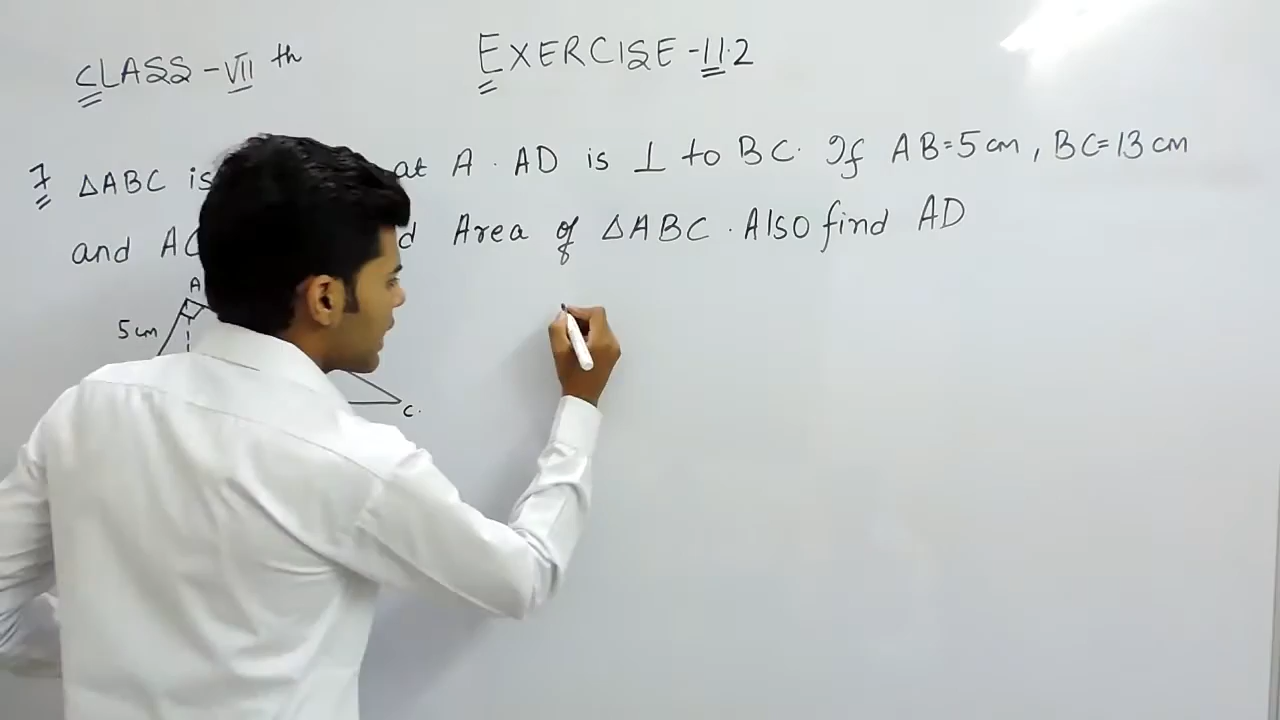 CLASS-VII th
EXERCISE-11.2
7 △ABC is at A. AD is ⊥ to BC. If AB=5cm, BC=13cm
and Area of △ABC. Also find AD
A
5cm
C.